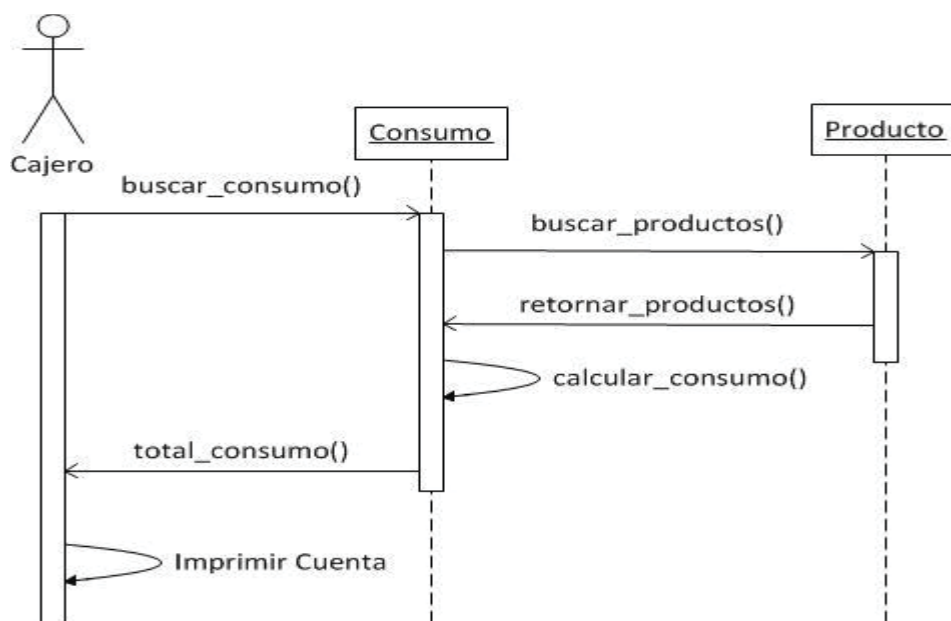 Consumo
Producto
Cajero
buscar_consumo()
buscar_productos()
retornar_productos()
calcular_consumo()
total_consumo()
Imprimir Cuenta